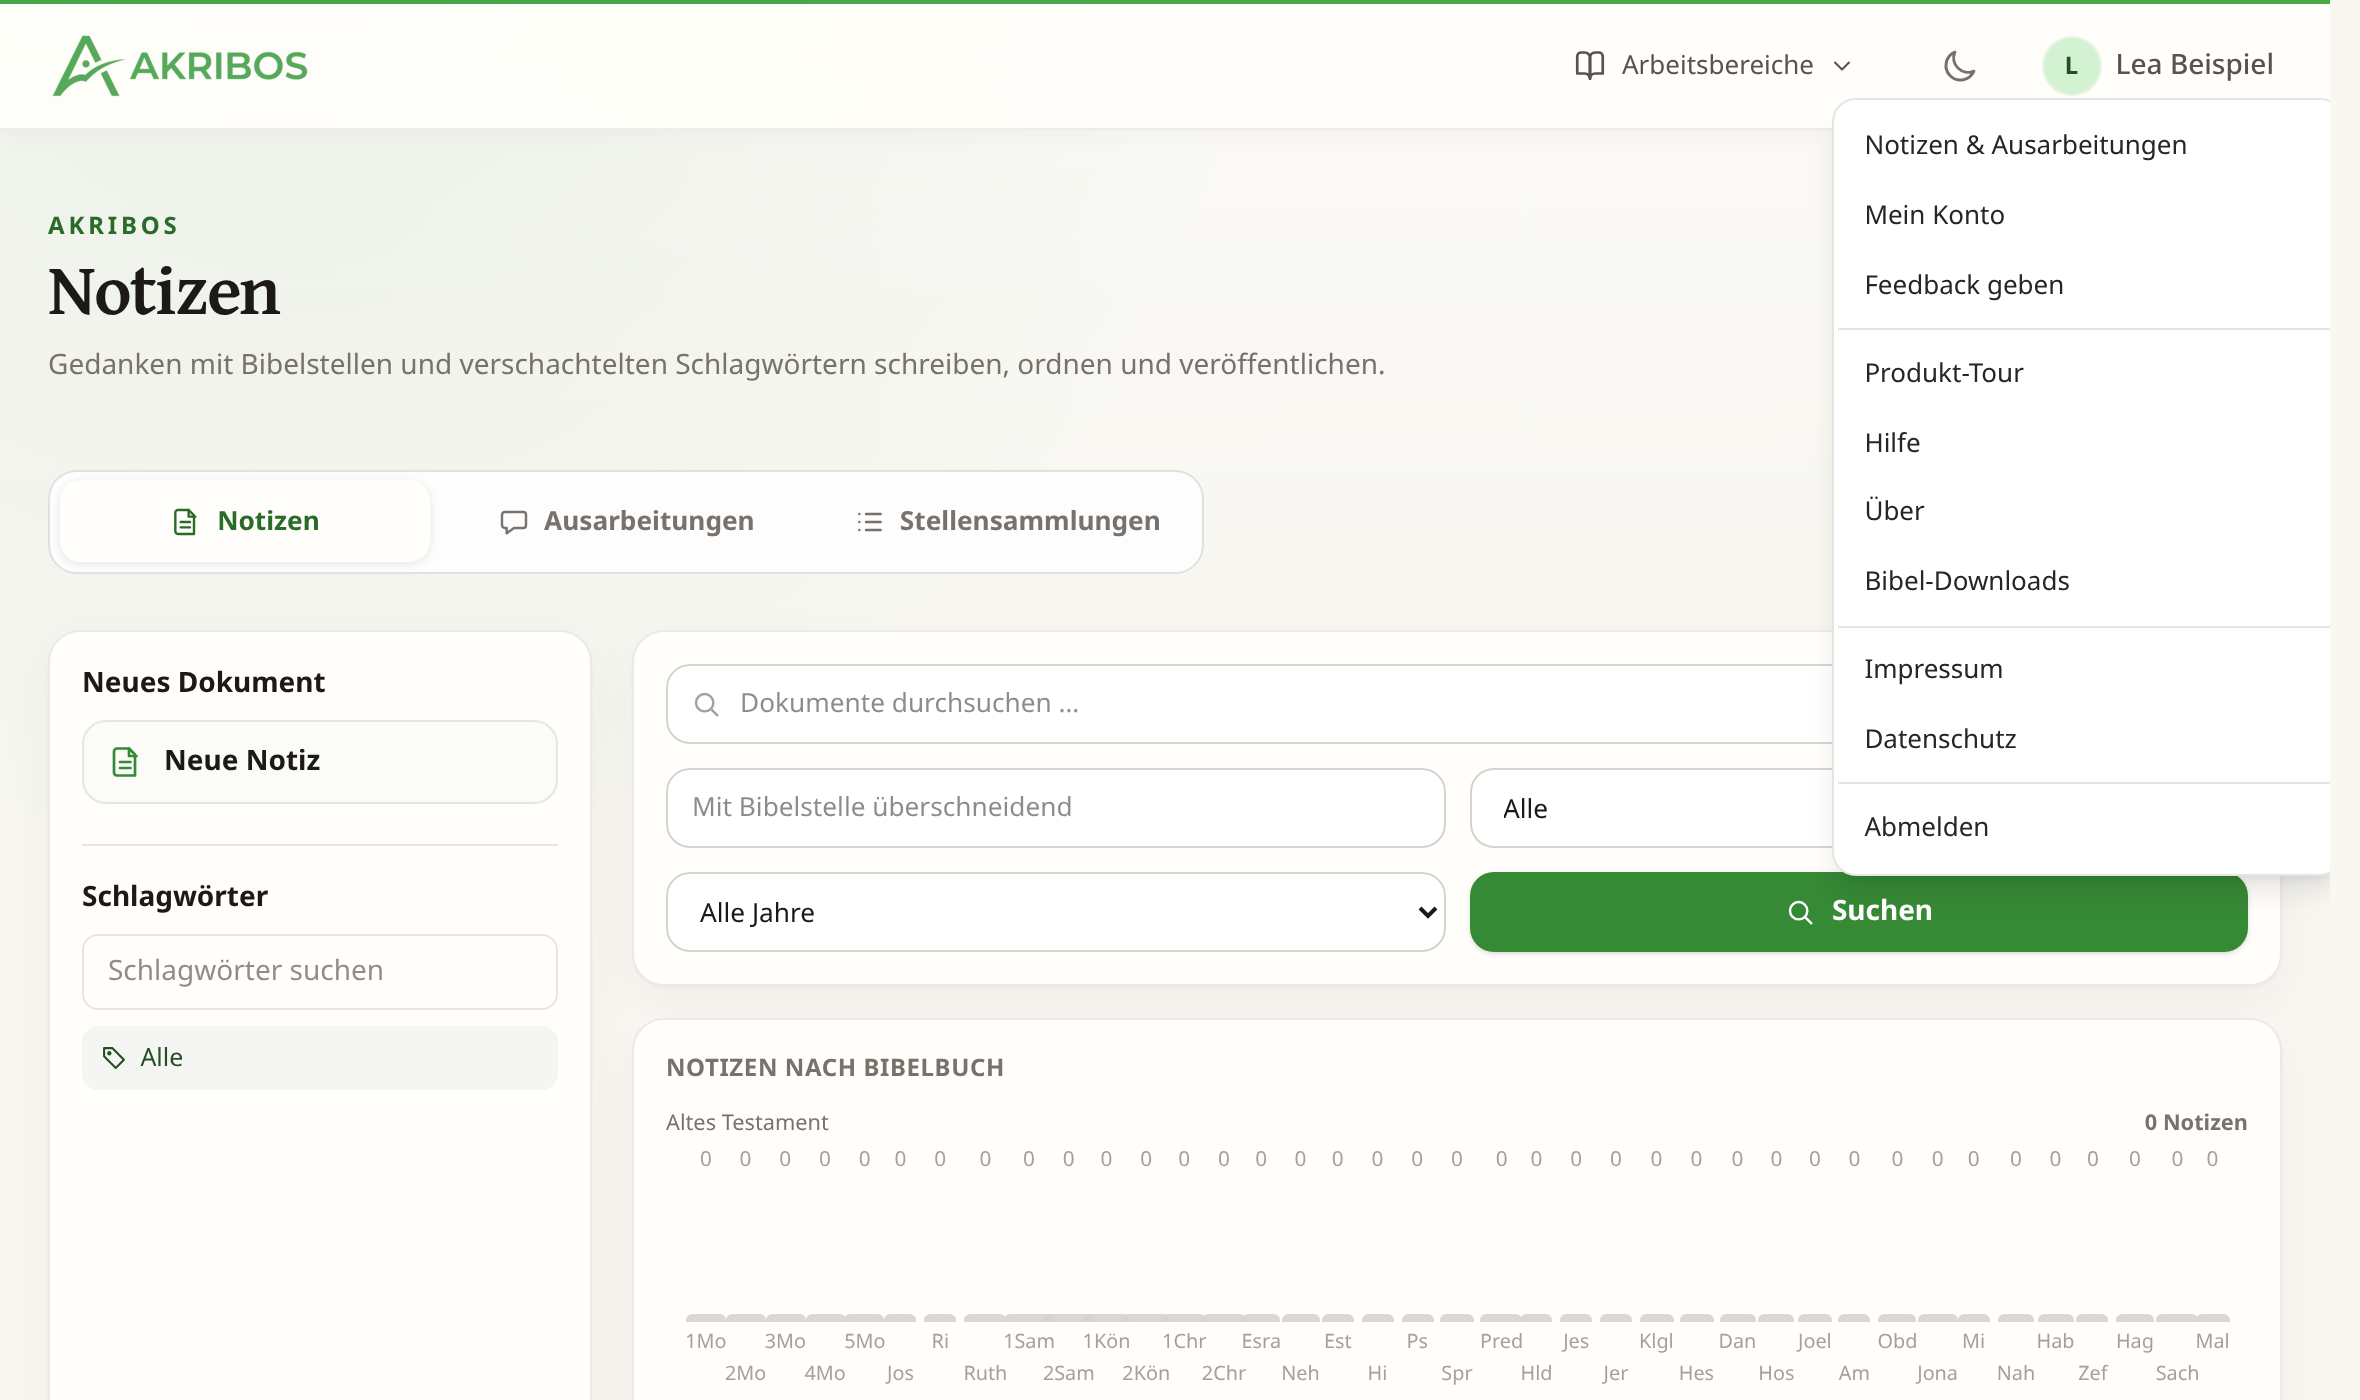 AKRIBOS
Arbeitsbereiche
L
Lea Beispiel
Notizen & Ausarbeitungen
Mein Konto
Feedback geben
Produkt-Tour
Hilfe
Über
Bibel-Downloads
Impressum
Datenschutz
Abmelden
AKRIBOS
Notizen
Gedanken mit Bibelstellen und verschachtelten Schlagwörtern schreiben, ordnen und veröffentlichen.
Notizen
Ausarbeitungen
Stellensammlungen
Neues Dokument
Neue Notiz
Schlagwörter
Schlagwörter suchen
Alle
Dokumente durchsuchen ...
Mit Bibelstelle überschneidend
Alle
Alle Jahre
Suchen
NOTIZEN NACH BIBELBUCH
Altes Testament
0 Notizen
0 0 0 0 0 0 0 0 0 0 0 0 0 0 0 0 0 0 0 0 0 0 0 0 0 0 0 0 0 0 0 0 0 0 0 0 0 0 0
1Mo 3Mo 5Mo Ri 1Sam 1Kön 1Chr Esra Est Ps Pred Jes Klgl Dan Joel Obd Mi Hab Hag Mal
2Mo 4Mo Jos Ruth 2Sam 2Kön 2Chr Neh Hi Spr Hld Jer Hes Hos Am Jona Nah Zef Sach